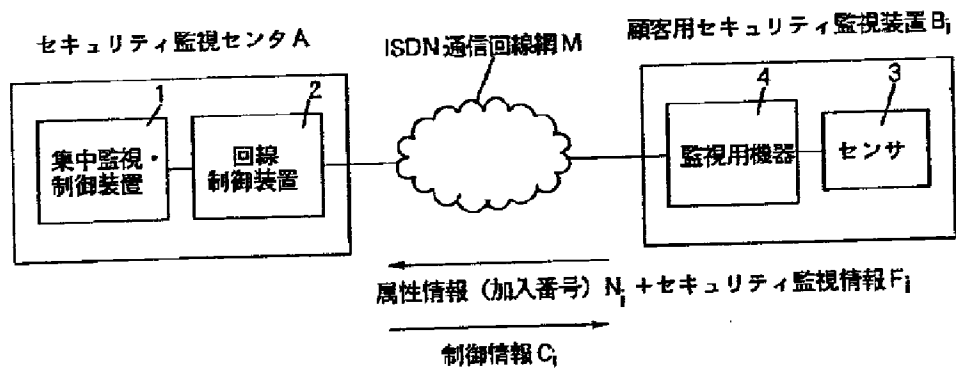 セキュリティ監視センタA
ISDN通信回線網M
顧客用セキュリティ監視装置Bi
1
2
4
3
集中監視・
制御装置
回線
制御装置
監視用機器
センサ
属性情報（加入番号）Ni＋セキュリティ監視情報Fi
制御情報Ci